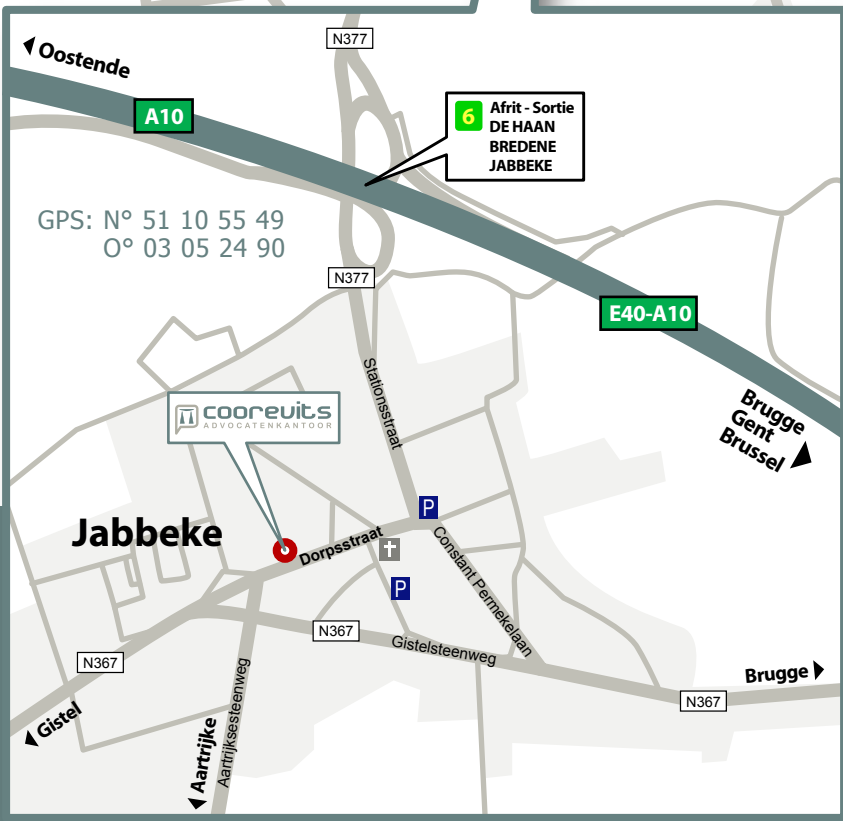 N377
Oostende
A10
6 Afrit - Sortie
DE HAAN
BREDENE
JABBEKE
GPS: N° 51 10 55 49
O° 03 05 24 90
N377
E40-A10
Stationsstraat
Brugge
Gent
Brussel
coorevits
ADVOCATENKANTOOR
P
Jabbeke
Dorpsstraat
Constant Permekelaan
P
N367
Gistelsteenweg
N367
Brugge
N367
Gistel
Aartrijke
Aartrijksesteenweg